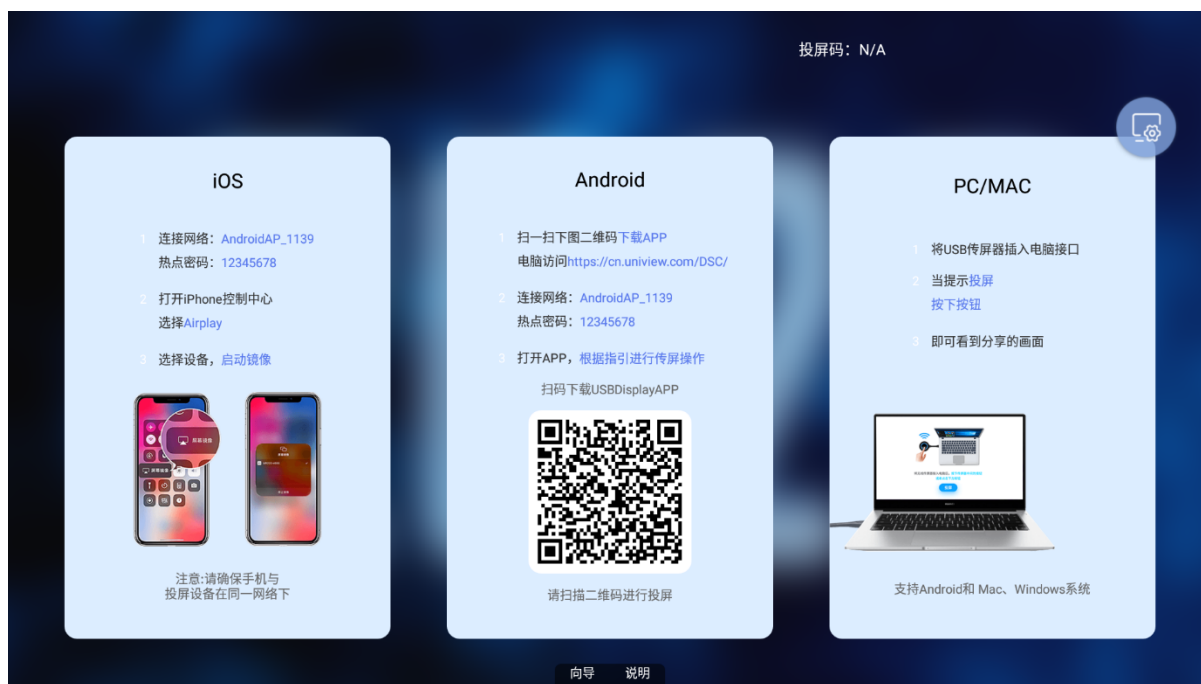 投屏码：N/A
iOS
1 连接网络：AndroidAP_1139
热点密码：12345678
2 打开iPhone控制中心
选择Airplay
3 选择设备，启动镜像
屏幕镜像
注意:请确保手机与
投屏设备在同一网络下
Android
1 扫一扫下图二维码下载APP
电脑访问https://cn.uniview.com/DSC/
2 连接网络：AndroidAP_1139
热点密码：12345678
3 打开APP，根据指引进行传屏操作
扫码下载USBDisplayAPP
请扫描二维码进行投屏
PC/MAC
1 将USB传屏器插入电脑接口
2 当提示投屏
按下按钮
3 即可看到分享的画面
支持Android和 Mac、Windows系统
向导 说明